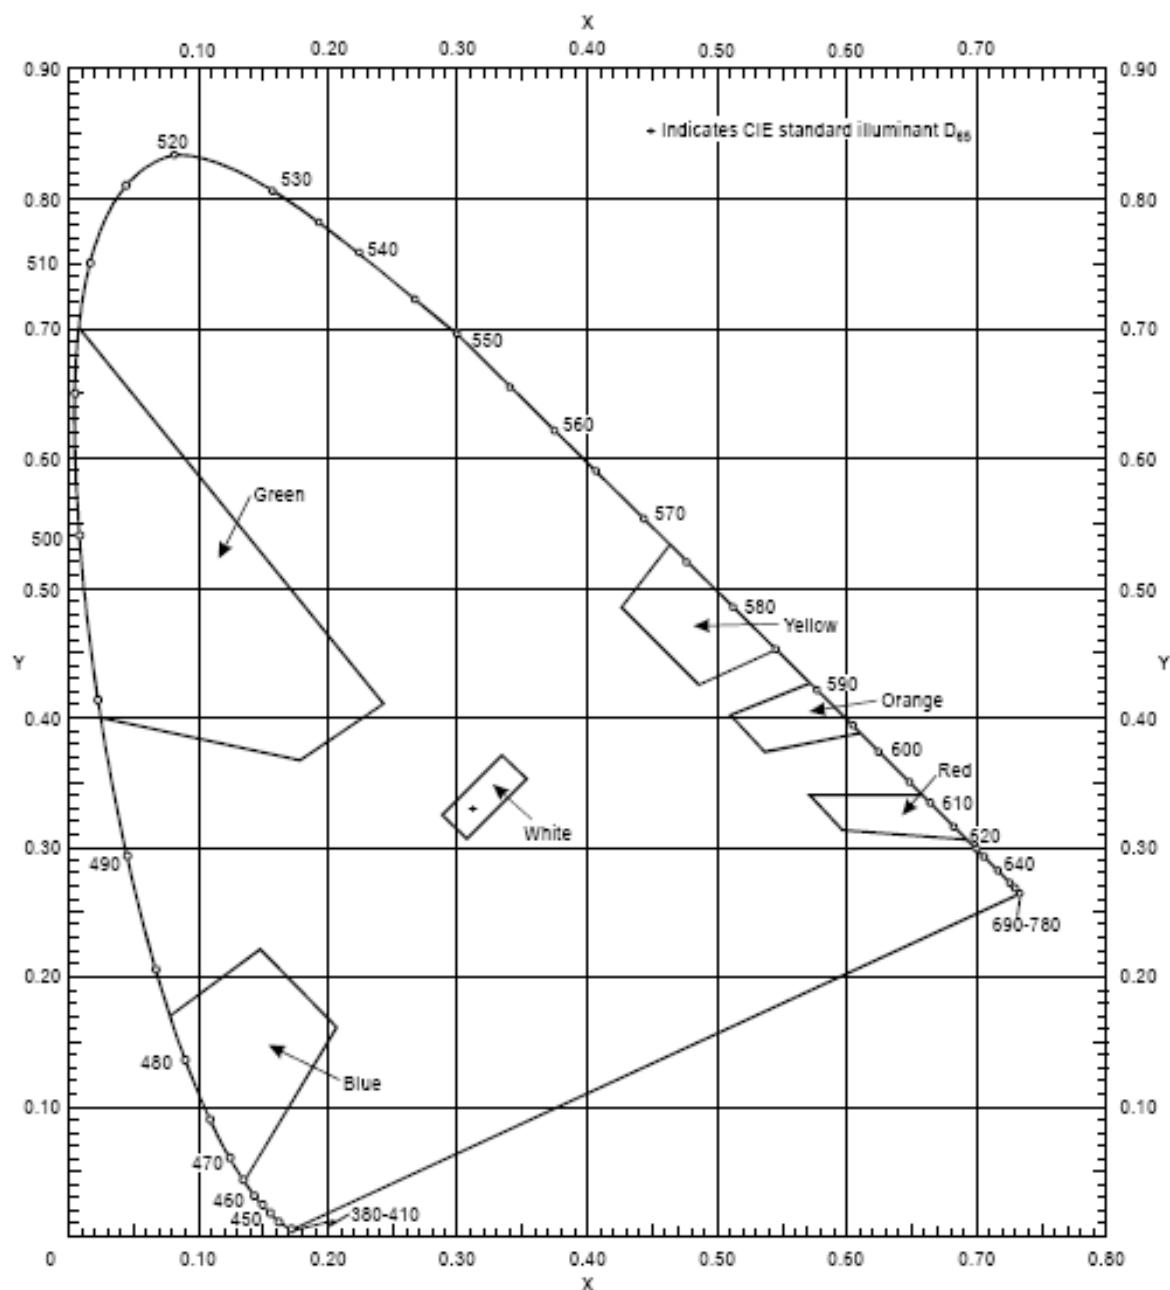 X
0.10 0.20 0.30 0.40 0.50 0.60 0.70
0.90 0.90
Indicates CIE standard illuminant D65
520
530
0.80 0.80
540
510
0.70 0.70
550
560
0.60 0.60
Green
570
500
0.50 0.50
580
Yellow
Y Y
590
Orange
0.40 0.40
600
Red
610
White
520
0.30 0.30
490 640
690-780
0.20 0.20
480
Blue
0.10 0.10
470
460
450 380-410
0 0.10 0.20 0.30 0.40 0.50 0.60 0.70 0.80
X